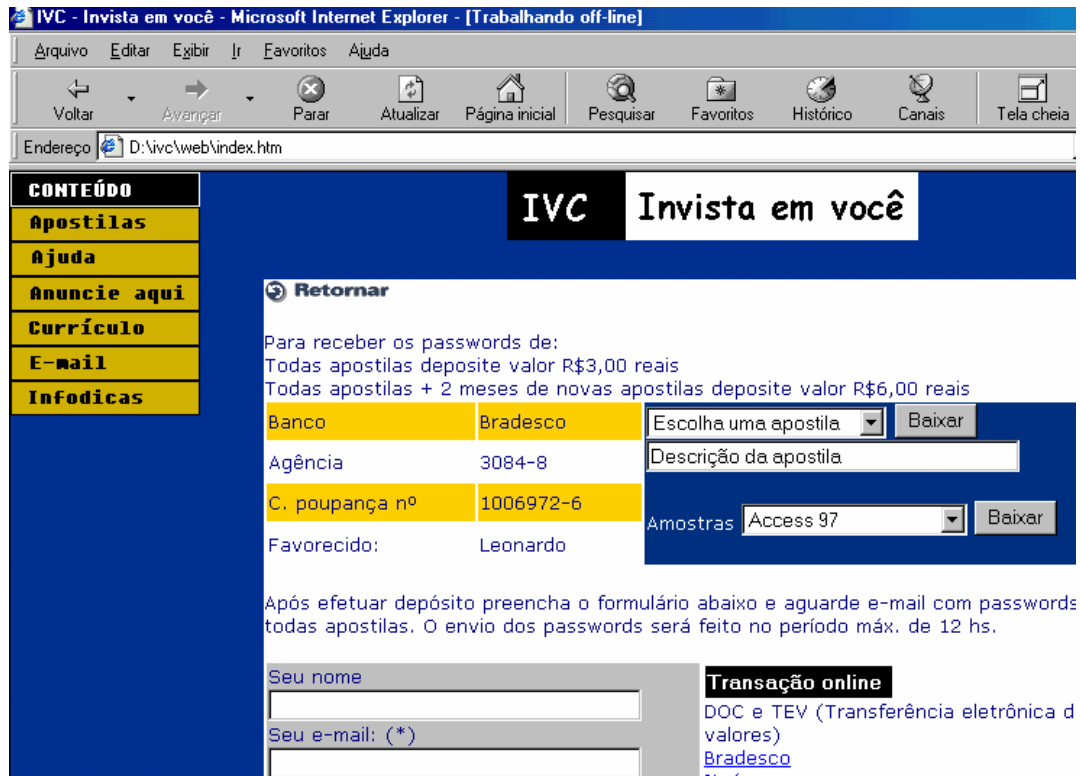 IVC - Invista em você - Microsoft Internet Explorer - [Trabalhando off-line]
Arquivo Editar Exibir Ir Favoritos Ajuda
Voltar Avançar Parar Atualizar Página inicial Pesquisar Favoritos Histórico Canais Tela cheia
Endereço D:\ivc\web\index.htm
CONTEÚDO
Apostilas
Ajuda
Anuncie aqui
Currículo
E-mail
Infodicas
IVC Invista em você
Retornar
Para receber os passwords de:
Todas apostilas deposite valor R$3,00 reais
Todas apostilas + 2 meses de novas apostilas deposite valor R$6,00 reais
Banco Bradesco
Agência 3084-8
C. poupança nº 1006972-6
Favorecido: Leonardo
Escolha uma apostila Baixar
Descrição da apostila
Amostras Access 97 Baixar
Após efetuar depósito preencha o formulário abaixo e aguarde e-mail com passwords
todas apostilas. O envio dos passwords será feito no período máx. de 12 hs.
Seu nome
Seu e-mail: (*)
Transação online
DOC e TEV (Transferência eletrônica d
valores)
Bradesco